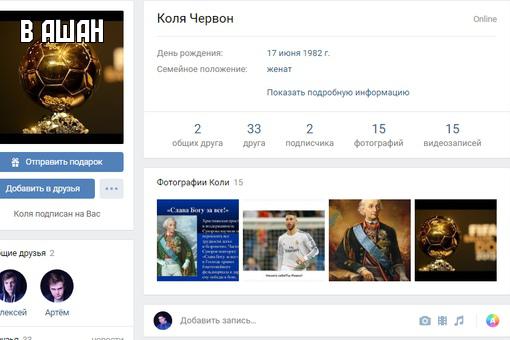 В АШАН
Отправить подарок
Добавить в друзья
Коля подписан на Вас
щие друзья 2
лексей
Артём
Коля Червон
Online
День рождения: 17 июня 1982 г.
Семейное положение: женат
Показать подробную информацию
2 33 2 15 15
общих друга друга подписчика фотографий видеозаписей
Фотографии Коли 15
«Слава Богу за все!»
Добавить запись...